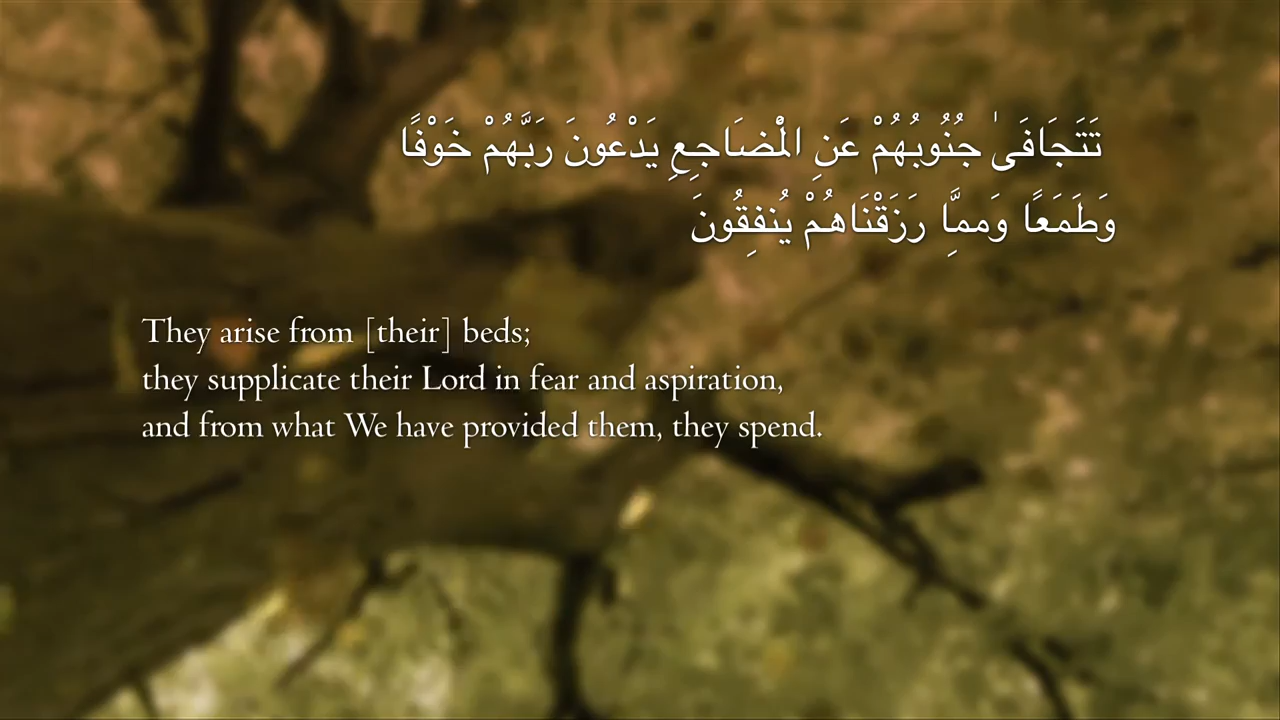 تَتَجَافَىٰ جُنُوبُهُمْ عَنِ الْمَضَاجِعِ يَدْعُونَ رَبَّهُمْ خَوْفًا
وَطَمَعًا وَمِمَّا رَزَقْنَاهُمْ يُنفِقُونَ
They arise from [their] beds;
they supplicate their Lord in fear and aspiration,
and from what We have provided them, they spend.